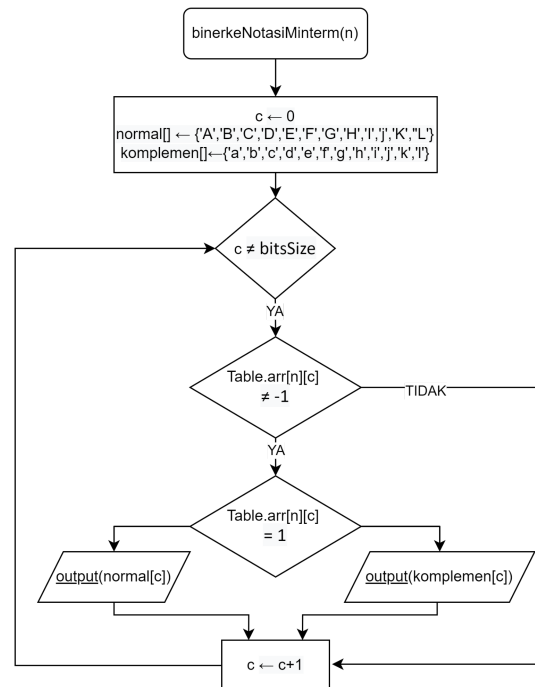 binerkeNotasiMinterm(n)
c ← 0
normal[] ← {'A','B','C','D','E','F','G','H','I','j','K',"L'}
komplemen[]←{'a','b','c','d','e','f','g','h','i','j','k','l'}
c ≠ bitsSize
YA
Table.arr[n][c]
≠ -1
TIDAK
YA
Table.arr[n][c]
= 1
output(normal[c])
output(komplemen[c])
c ← c+1